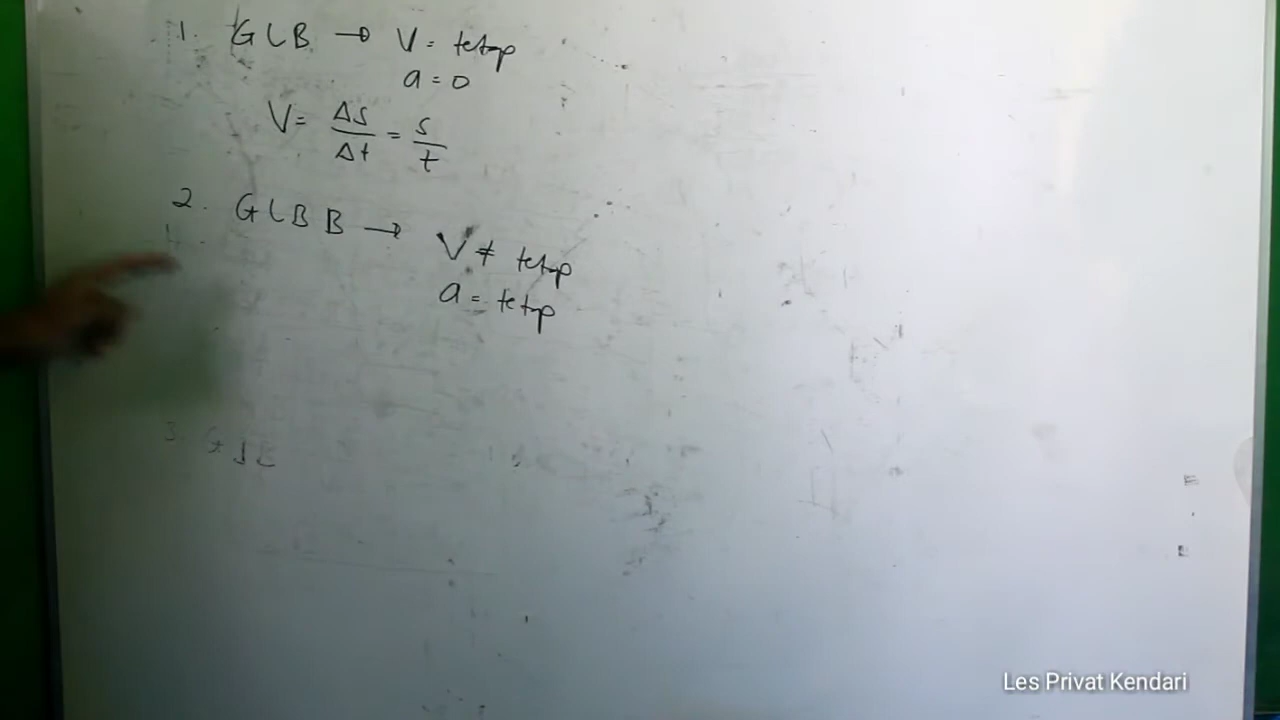 1. GLB → V = tetap
a = 0
V = Δs/Δt = s/t
2. GLBB → V ≠ tetap
a = tetap
Les Privat Kendari